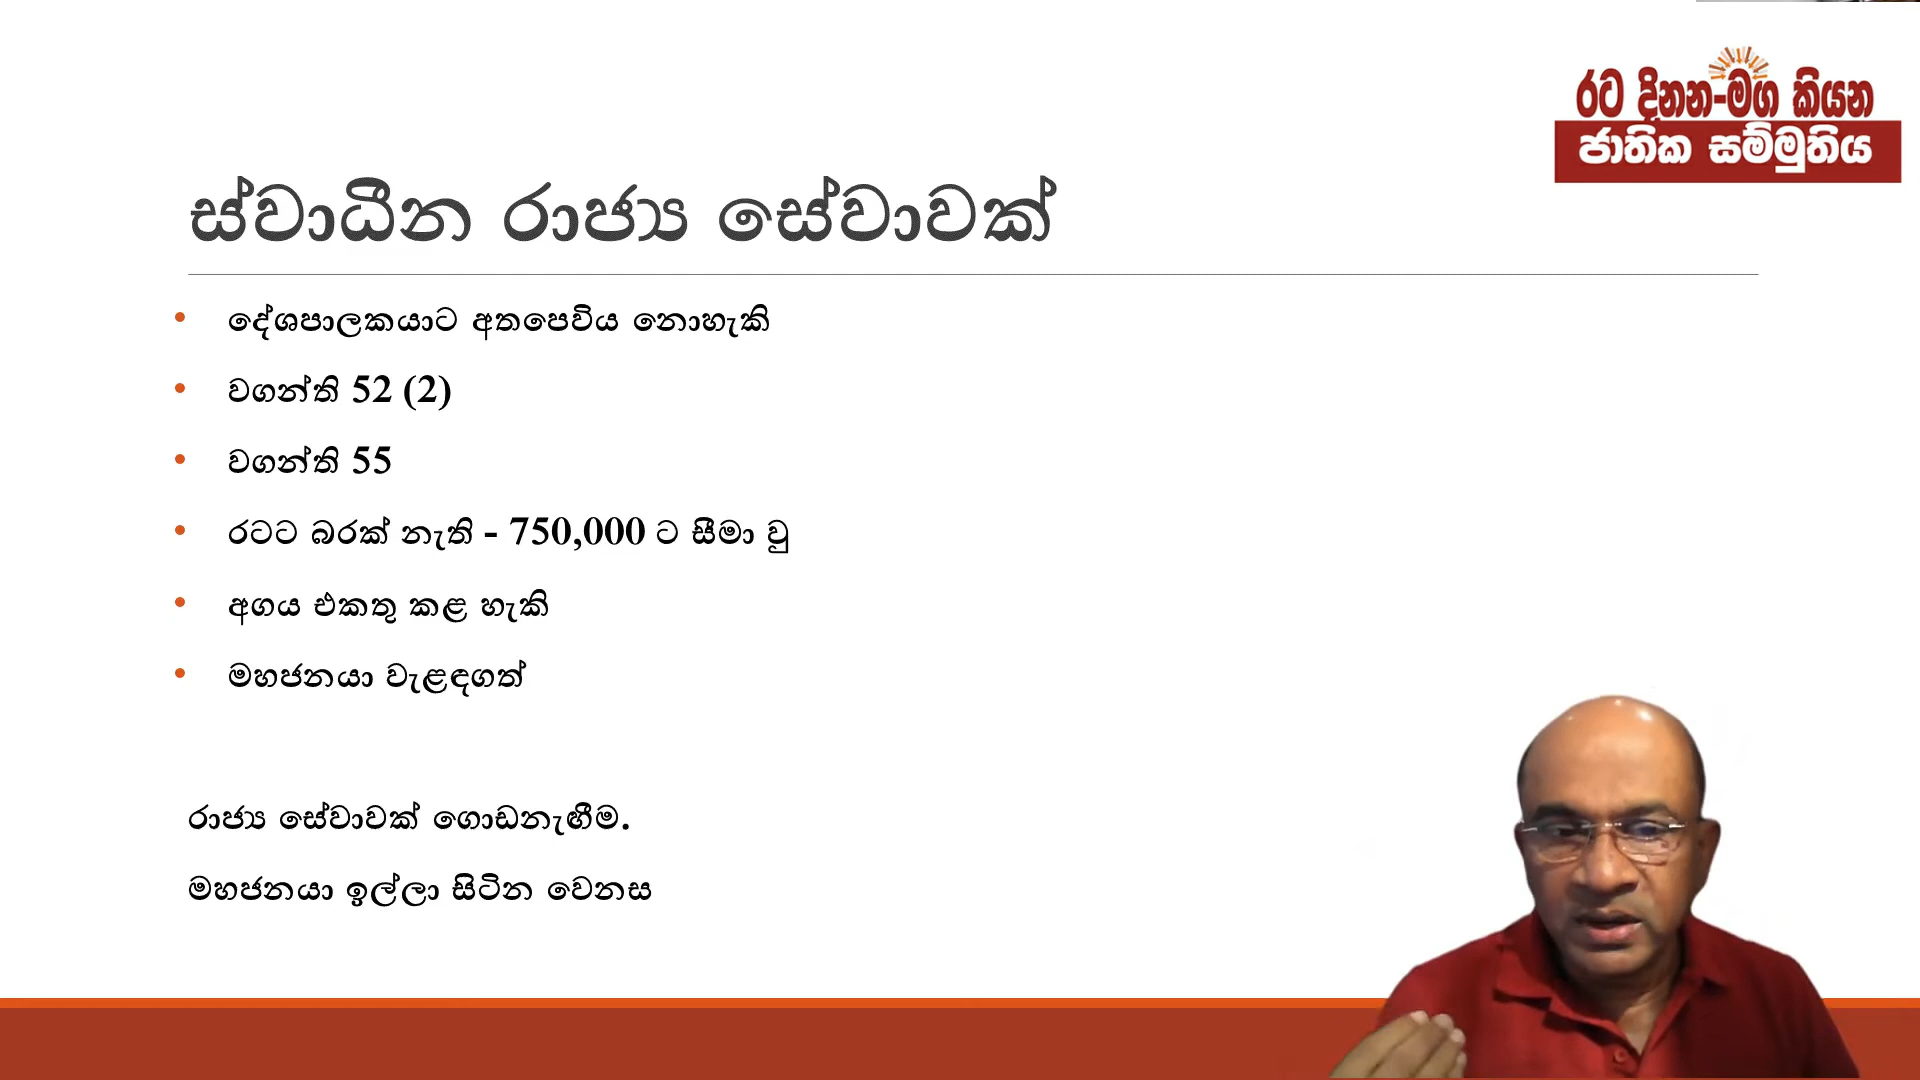 රට දිනන-මග කියන
ජාතික සම්මුතිය
ස්වාධීන රාජ්‍ය සේවාවක්
• දේශපාලකයාට අතපෙවිය නොහැකි
• වගන්ති 52 (2)
• වගන්ති 55
• රටට බරක් නැති - 750,000 ට සීමා වු
• අගය එකතු කළ හැකි
• මහජනයා වැළඳගත්
රාජ්‍ය සේවාවක් ගොඩනැඟීම.
මහජනයා ඉල්ලා සිටින වෙනස